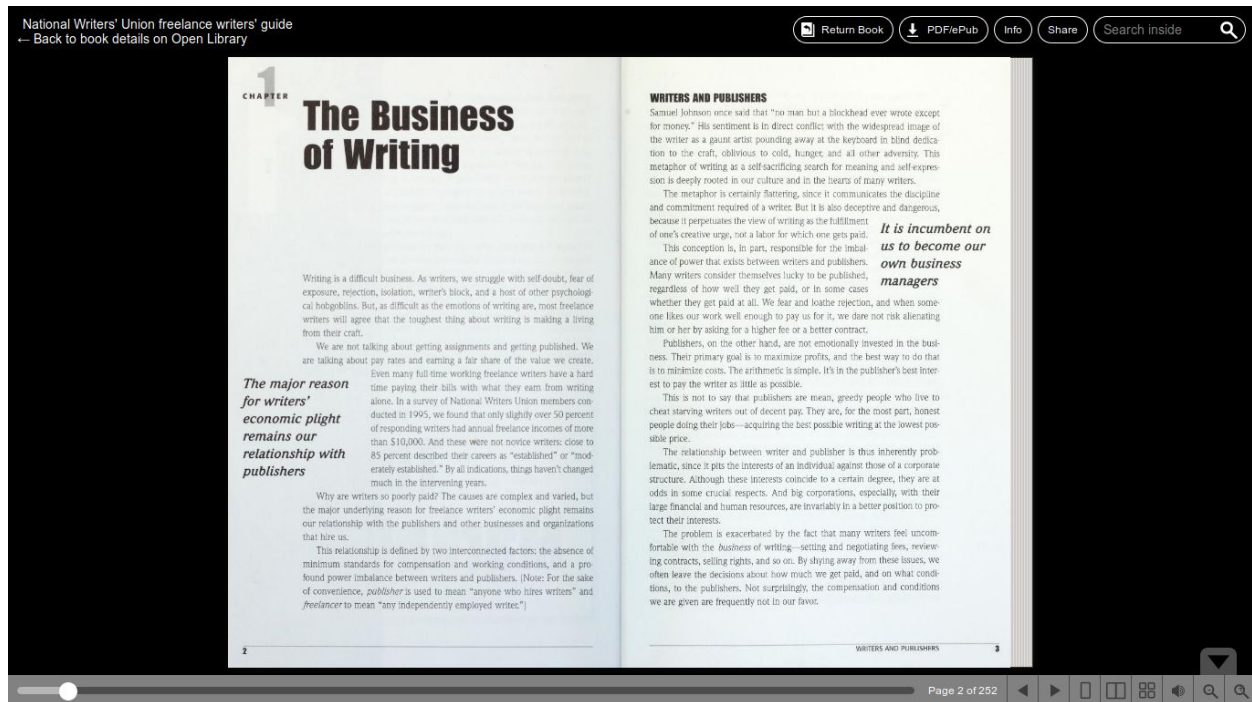 National Writers' Union freelance writers' guide
← Back to book details on Open Library
Return Book
PDF/ePub
Info
Share
Search inside
CHAPTER 1
The Business
of Writing
Writing is a difficult business. As writers, we struggle with self-doubt, fear of
exposure, rejection, isolation, writer's block, and a host of other psychologi-
cal hobgoblins. But, as difficult as the emotions of writing are, most freelance
writers will agree that the toughest thing about writing is making a living
from their craft.
We are not talking about getting assignments and getting published. We
are talking about pay rates and earning a fair share of the value we create.
Even many full-time working freelance writers have a hard
time paying their bills with what they earn from writing
alone. In a survey of National Writers Union members con-
ducted in 1995, we found that only slightly over 50 percent
of responding writers had annual freelance incomes of more
than $10,000. And these were not novice writers: close to
85 percent described their careers as "established" or "mod-
erately established." By all indications, things haven't changed
much in the intervening years.
The major reason
for writers'
economic plight
remains our
relationship with
publishers
Why are writers so poorly paid? The causes are complex and varied, but
the major underlying reason for freelance writers' economic plight remains
our relationship with the publishers and other businesses and organizations
that hire us.
This relationship is defined by two interconnected factors: the absence of
minimum standards for compensation and working conditions, and a pro-
found power imbalance between writers and publishers. (Note: For the sake
of convenience, publisher is used to mean "anyone who hires writers" and
freelancer to mean "any independently employed writer.")
2
WRITERS AND PUBLISHERS
Samuel Johnson once said that "no man but a blockhead ever wrote except
for money." His sentiment is in direct conflict with the widespread image of
the writer as a gaunt artist pounding away at the keyboard in blind dedica-
tion to the craft, oblivious to cold, hunger, and all other adversity. This
metaphor of writing as a self-sacrificing search for meaning and self-expres-
sion is deeply rooted in our culture and in the hearts of many writers.
The metaphor is certainly flattering, since it communicates the discipline
and commitment required of a writer. But it is also deceptive and dangerous,
because it perpetuates the view of writing as the fulfillment
of one's creative urge, not a labor for which one gets paid.
This conception is, in part, responsible for the imbal-
ance of power that exists between writers and publishers.
Many writers consider themselves lucky to be published,
regardless of how well they get paid, or in some cases
whether they get paid at all. We fear and loathe rejection, and when some-
one likes our work well enough to pay us for it, we dare not risk alienating
him or her by asking for a higher fee or a better contract.
It is incumbent on
us to become our
own business
managers
Publishers, on the other hand, are not emotionally invested in the busi-
ness. Their primary goal is to maximize profits, and the best way to do that
is to minimize costs. The arithmetic is simple. It's in the publisher's best inter-
est to pay the writer as little as possible.
This is not to say that publishers are mean, greedy people who live to
cheat starving writers out of decent pay. They are, for the most part, honest
people doing their jobs—acquiring the best possible writing at the lowest pos-
sible price.
The relationship between writer and publisher is thus inherently prob-
lematic, since it pits the interests of an individual against those of a corporate
structure. Although these interests coincide to a certain degree, they are at
odds in some crucial respects. And big corporations, especially, with their
large financial and human resources, are invariably in a better position to pro-
tect their interests.
The problem is exacerbated by the fact that many writers feel uncom-
fortable with the business of writing—setting and negotiating fees, review-
ing contracts, selling rights, and so on. By shying away from these issues, we
often leave the decisions about how much we get paid, and on what condi-
tions, to the publishers. Not surprisingly, the compensation and conditions
we are given are frequently not in our favor.
WRITERS AND PUBLISHERS 3
Page 2 of 252